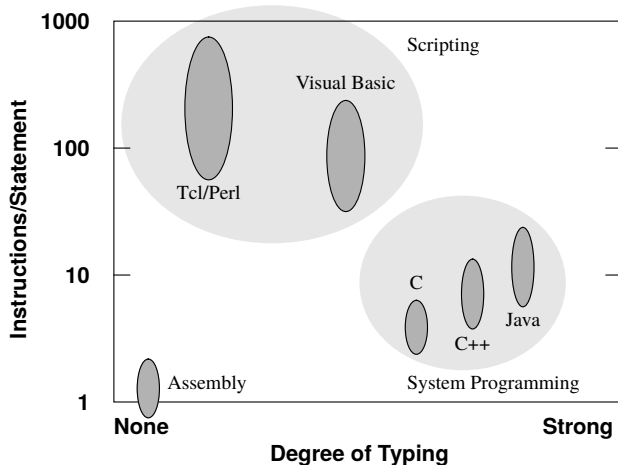 1000
Scripting
Visual Basic
100
Tcl/Perl
Instructions/Statement
10
C
Java
C++
Assembly
System Programming
1
None
Strong
Degree of Typing